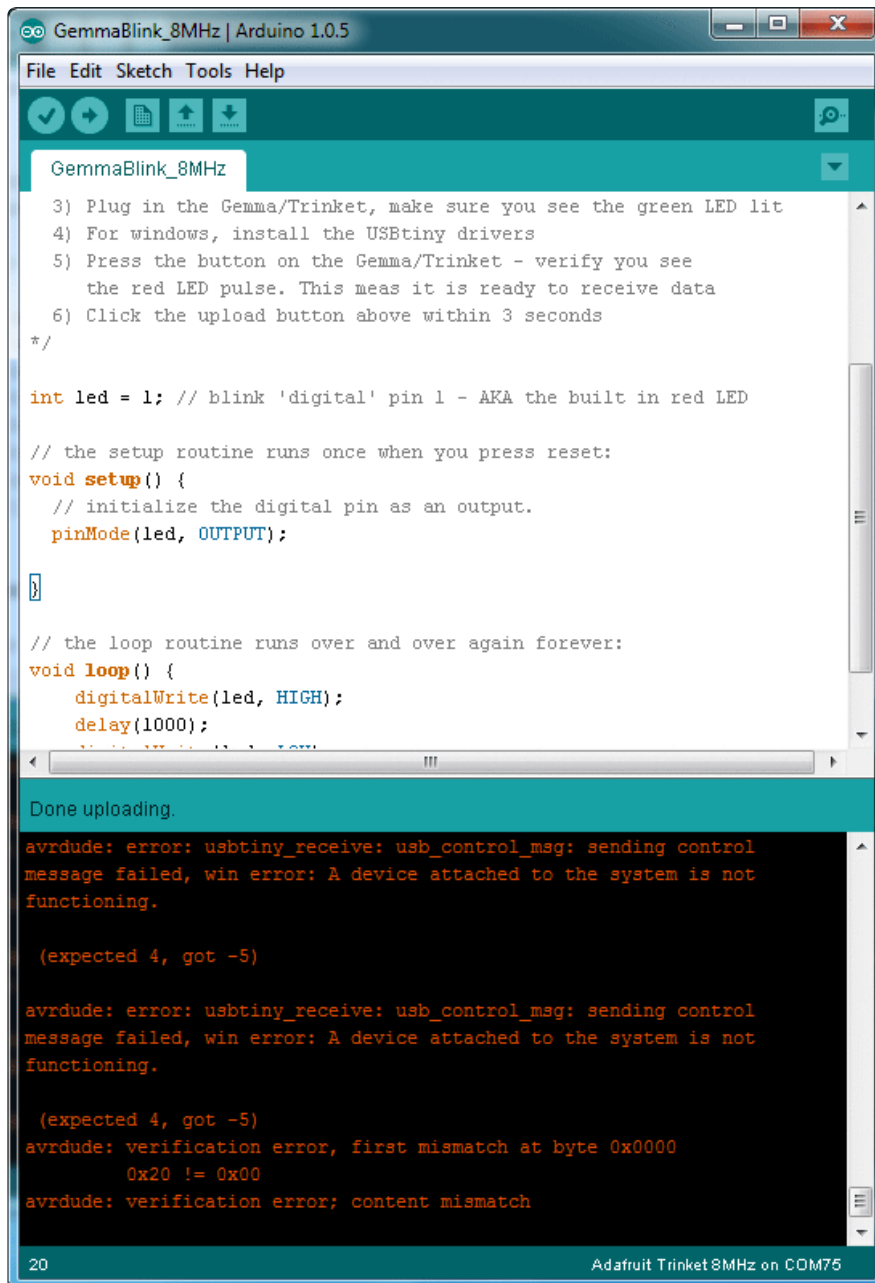 GemmaBlink_8MHz | Arduino 1.0.5
File Edit Sketch Tools Help
GemmaBlink_8MHz
3) Plug in the Gemma/Trinket, make sure you see the green LED lit
4) For windows, install the USBtiny drivers
5) Press the button on the Gemma/Trinket - verify you see
the red LED pulse. This meas it is ready to receive data
6) Click the upload button above within 3 seconds
*/
int led = 1; // blink 'digital' pin 1 - AKA the built in red LED
// the setup routine runs once when you press reset:
void setup() {
// initialize the digital pin as an output.
pinMode(led, OUTPUT);
}
// the loop routine runs over and over again forever:
void loop() {
digitalWrite(led, HIGH);
delay(1000);
Done uploading.
avrdude: error: usbtiny_receive: usb_control_msg: sending control
message failed, win error: A device attached to the system is not
functioning.
(expected 4, got -5)
avrdude: error: usbtiny_receive: usb_control_msg: sending control
message failed, win error: A device attached to the system is not
functioning.
(expected 4, got -5)
avrdude: verification error, first mismatch at byte 0x0000
0x20 != 0x00
avrdude: verification error; content mismatch
20
Adafruit Trinket 8MHz on COM75